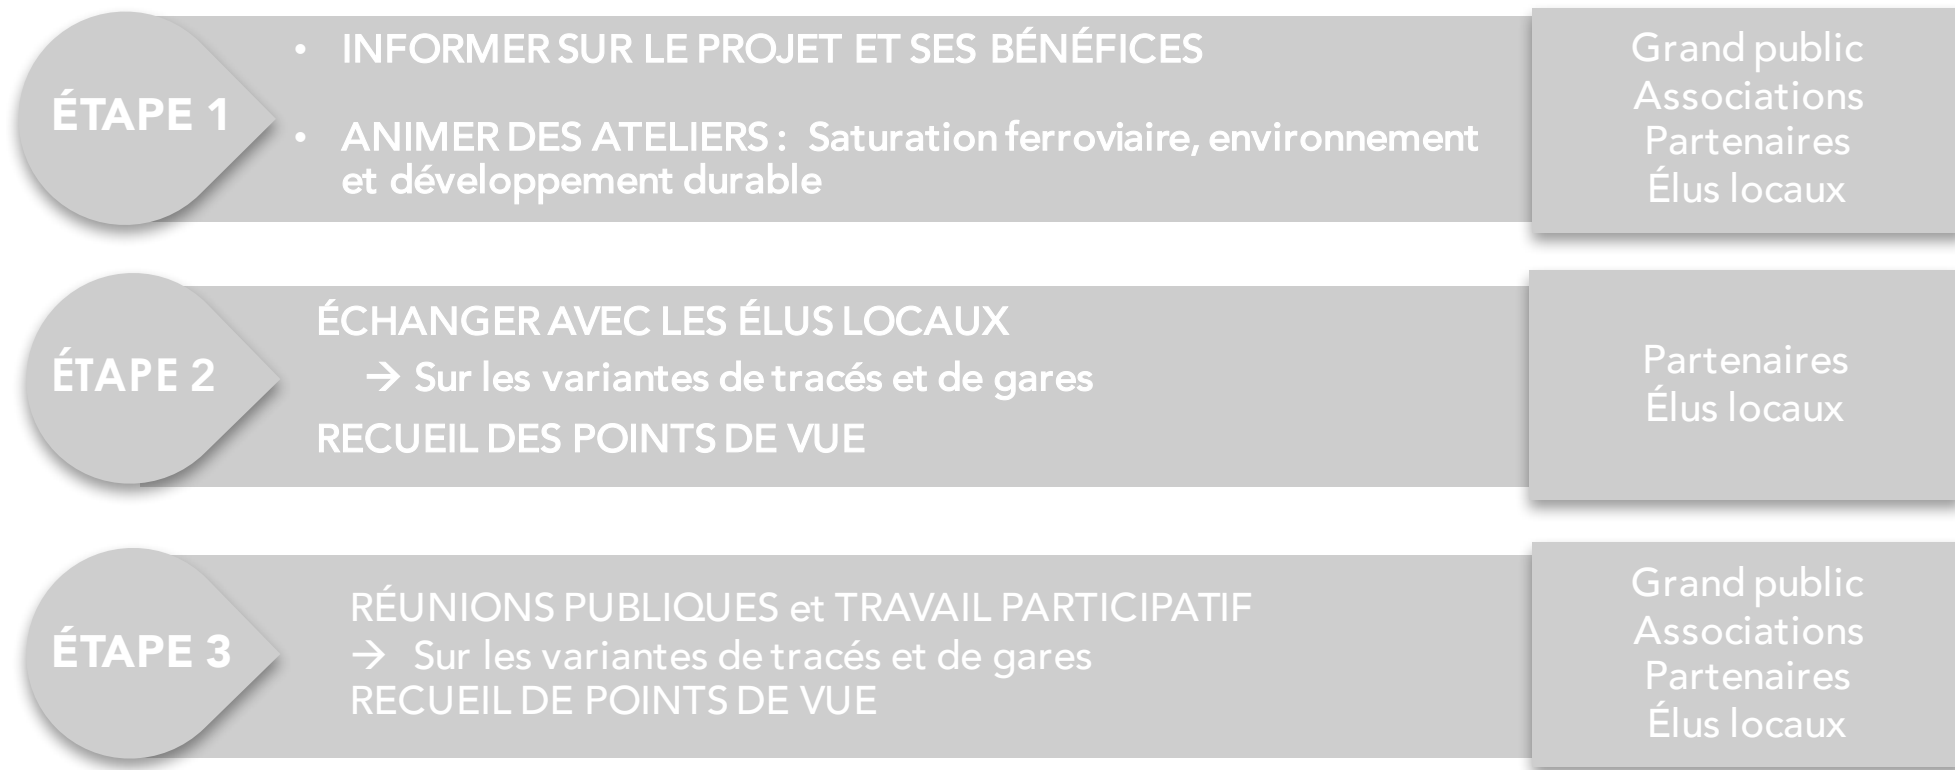 ÉTAPE 1
• INFORMER SUR LE PROJET ET SES BÉNÉFICES
• ANIMER DES ATELIERS : Saturation ferroviaire, environnement
et développement durable
Grand public
Associations
Partenaires
Élus locaux
ÉTAPE 2
ÉCHANGER AVEC LES ÉLUS LOCAUX
→ Sur les variantes de tracés et de gares
RECUEIL DES POINTS DE VUE
Partenaires
Élus locaux
ÉTAPE 3
RÉUNIONS PUBLIQUES et TRAVAIL PARTICIPATIF
→ Sur les variantes de tracés et de gares
RECUEIL DE POINTS DE VUE
Grand public
Associations
Partenaires
Élus locaux